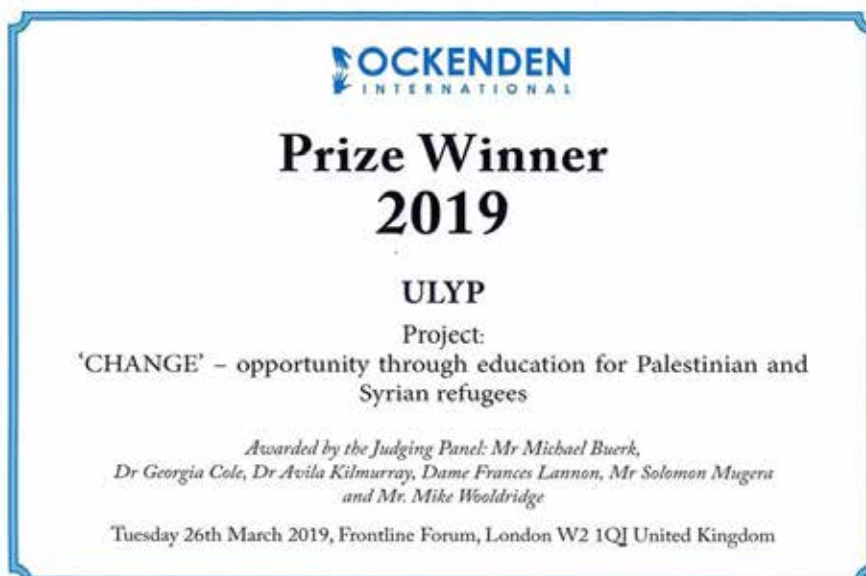 OCKENDEN
INTERNATIONAL
Prize Winner
2019
ULYP
Project:
‘CHANGE’ – opportunity through education for Palestinian and
Syrian refugees
Awarded by the Judging Panel: Mr Michael Buerk,
Dr Georgia Cole, Dr Avila Kilmurray, Dame Frances Lannon, Mr Solomon Mugera
and Mr. Mike Wooldridge
Tuesday 26th March 2019, Frontline Forum, London W2 1QJ United Kingdom